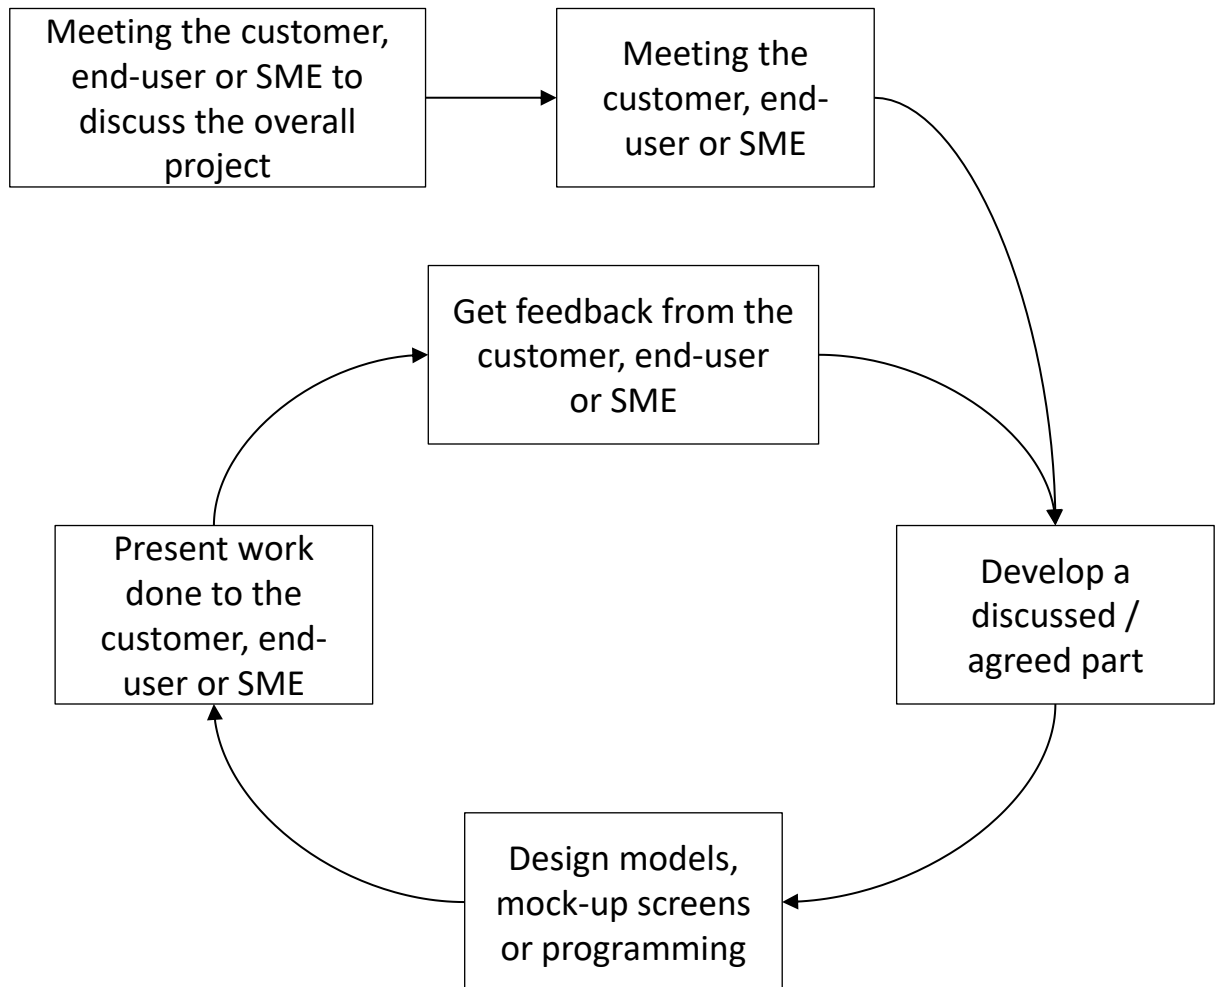 Meeting the customer,
end-user or SME to
discuss the overall
project
Meeting the
customer, end-
user or SME
Get feedback from the
customer, end-user
or SME
Present work
done to the
customer, end-
user or SME
Develop a
discussed /
agreed part
Design models,
mock-up screens
or programming